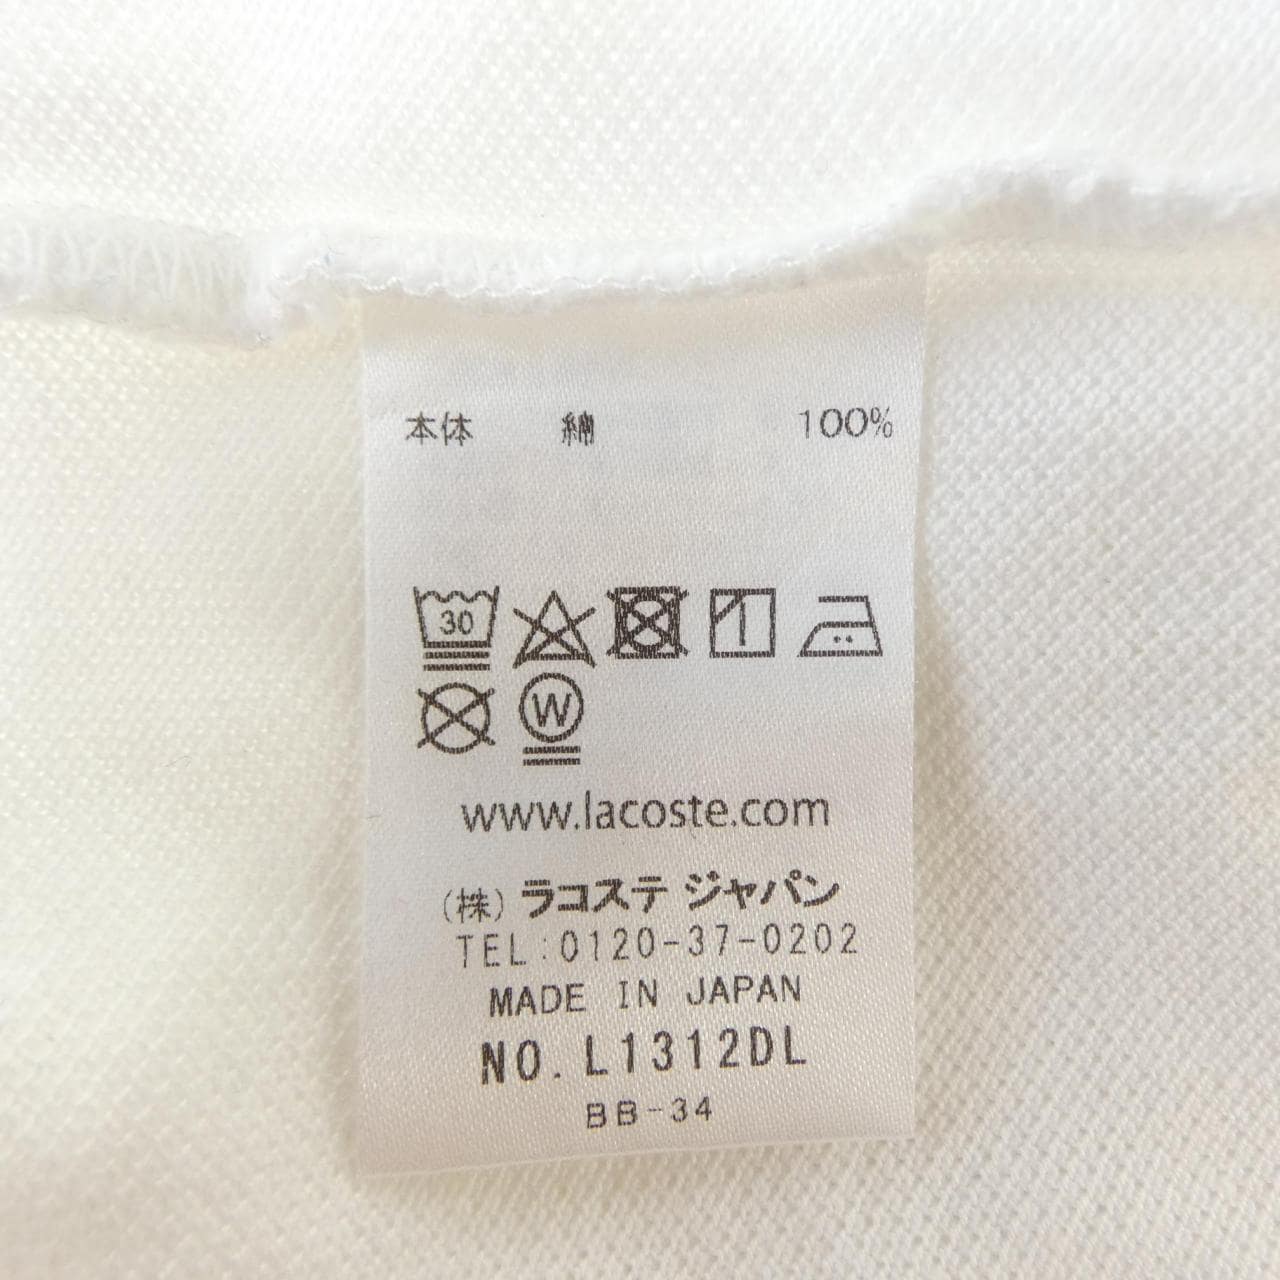 本体 綿 100%
30
W
www.lacoste.com
(株) ラコステ ジャパン
TEL:0120-37-0202
MADE IN JAPAN
NO. L1312DL
BB-34